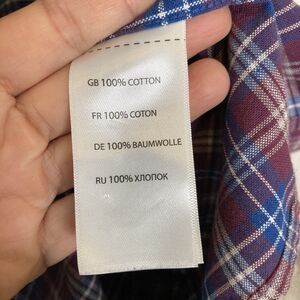 GB 100% COTTON
FR 100% COTON
DE 100% BAUMWOLLE
RU 100% ХЛОПОК